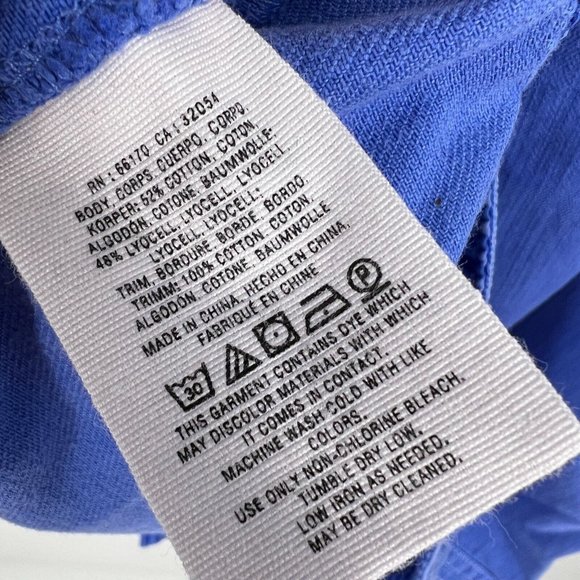 RN : 66170 CA : 32054
BODY, CORPS, CUERPO, CORPO,
KORPER: 52% COTTON, COTON
ALGODON, COTONE, BAUMWOLLE-
48% LYOCELL, LYOCELL, LYOCELL
LYOCELL, LYOCELL;
TRIM, BORDURE, BORDE, BORDO
TRIMM: 100% COTTON, COTON
ALGODÓN, COTONE, BAUMWOLLE
MADE IN CHINA, HECHO EN CHINA,
FABRIQUE EN CHINE
30 P
THIS GARMENT CONTAINS DYE WHICH
MAY DISCOLOR MATERIALS WITH WHICH
IT COMES IN CONTACT.
MACHINE WASH COLD WITH LIKE
COLORS.
USE ONLY NON-CHLORINE BLEACH.
TUMBLE DRY LOW.
LOW IRON AS NEEDED.
MAY BE DRY CLEANED.